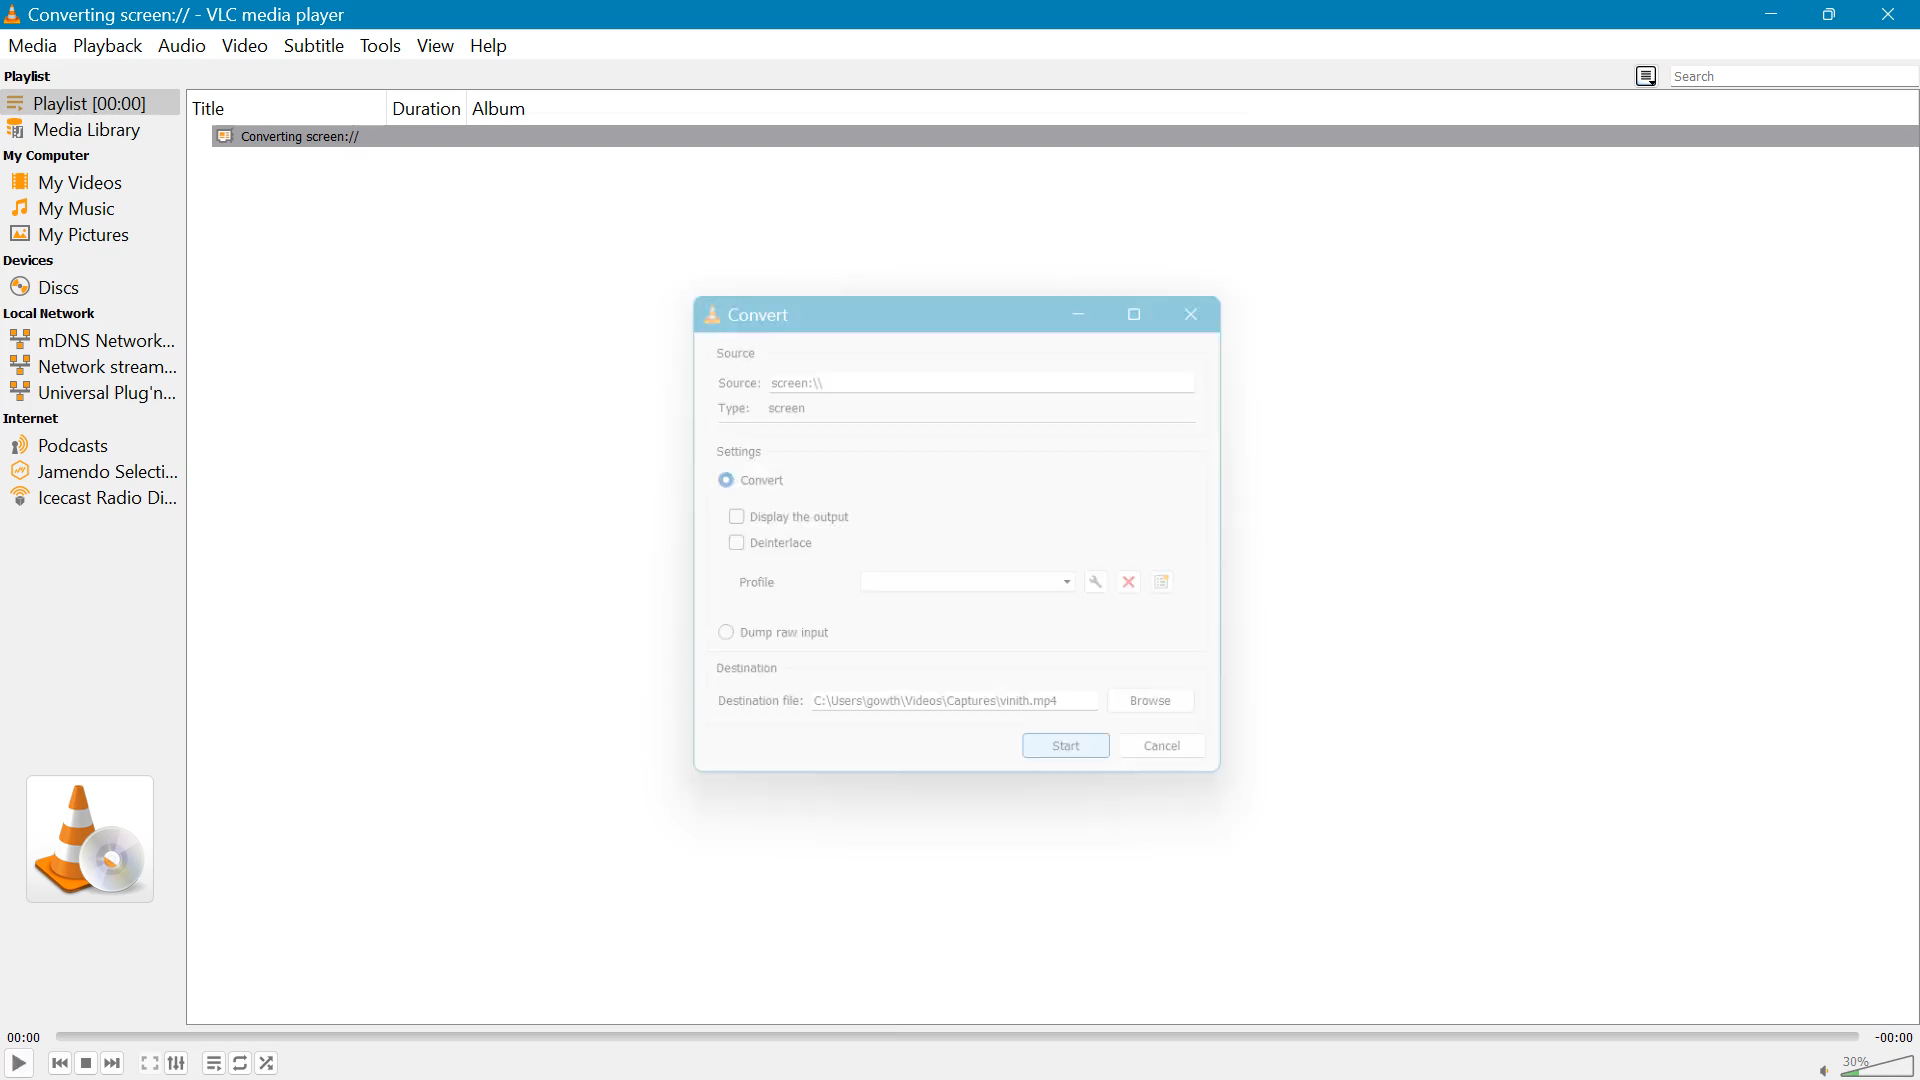 Converting screen:// - VLC media player
Media Playback Audio Video Subtitle Tools View Help
Playlist
Search
Playlist [00:00]
Media Library
My Computer
My Videos
My Music
My Pictures
Devices
Discs
Local Network
mDNS Network...
Network stream...
Universal Plug'n...
Internet
Podcasts
Jamendo Selecti...
Icecast Radio Di...
Title Duration Album
Converting screen://
Convert
Source
Source: screen:\\
Type: screen
Settings
Convert
Display the output
Deinterlace
Profile
Dump raw input
Destination
Destination file: C:\Users\gowth\Videos\Captures\vinith.mp4 Browse
Start Cancel
00:00 -00:00
30%